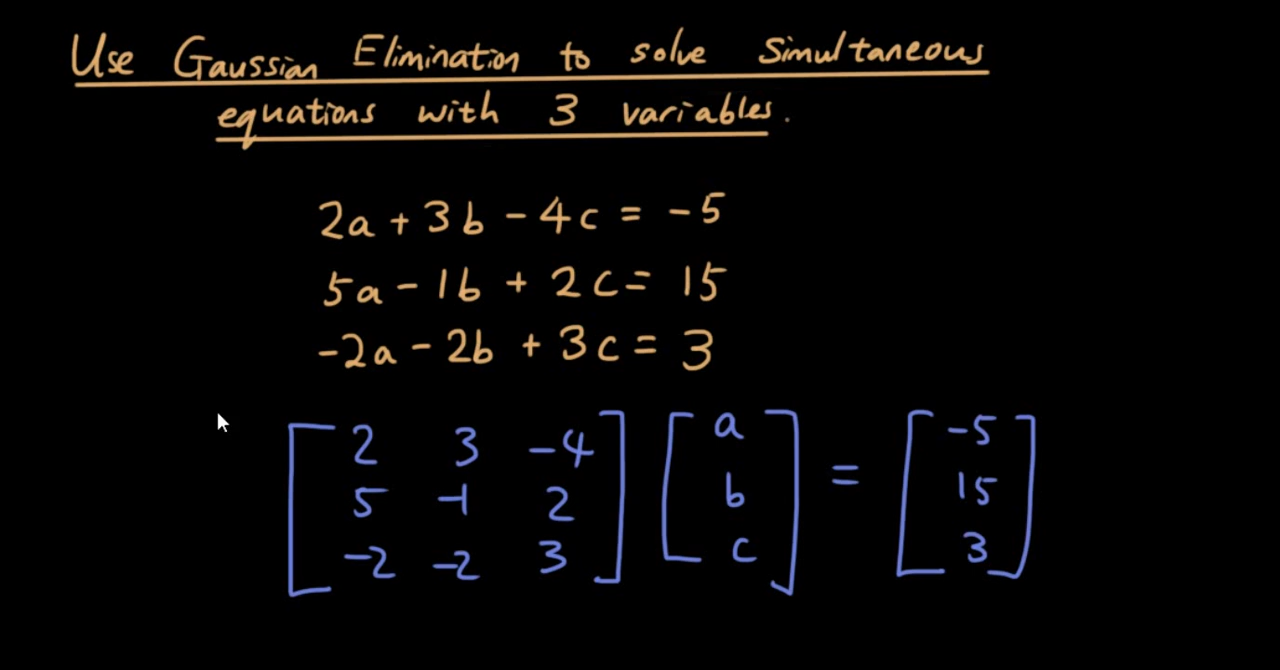 Use Gaussian Elimination to solve Simultaneous
equations with 3 variables.
2a + 3b - 4c = -5
5a - 1b + 2c = 15
-2a - 2b + 3c = 3
[2 3 -4] [a] = [-5]
[5 -1 2] [b] [15]
[-2 -2 3] [c] [3]